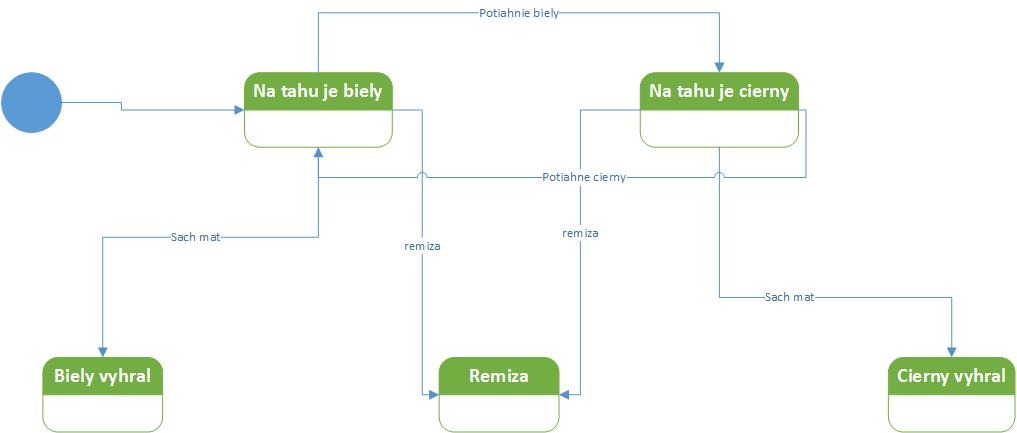 Potiahnie biely
Na tahu je biely
Na tahu je cierny
Potiahne cierny
Sach mat
remiza
remiza
Sach mat
Biely vyhral
Remiza
Cierny vyhral